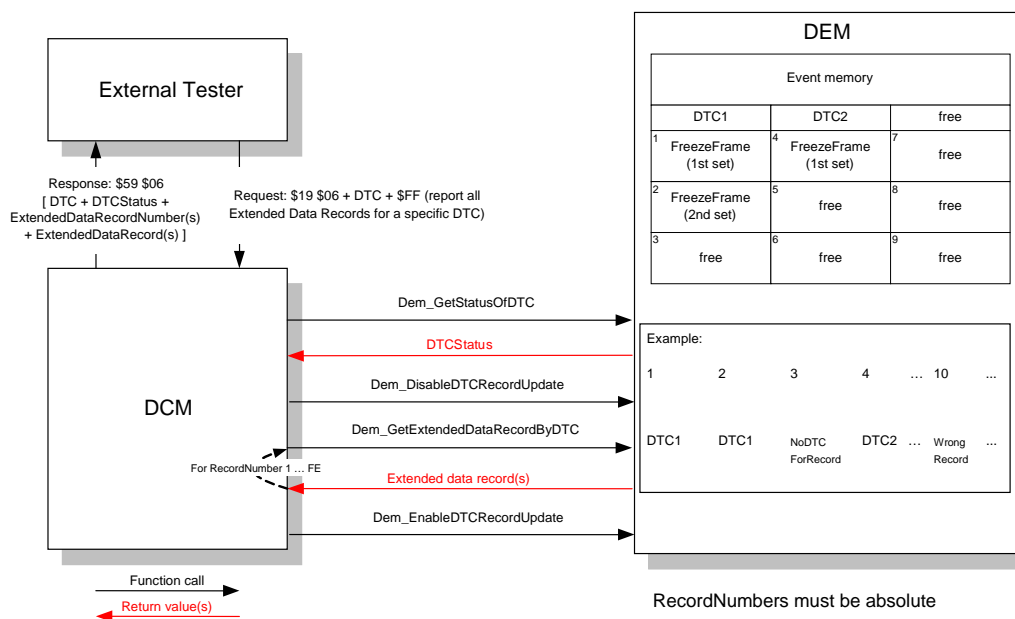 External Tester
Response: $59 $06
[ DTC + DTCStatus +
ExtendedDataRecordNumber(s)
+ ExtendedDataRecord(s) ]
Request: $19 $06 + DTC + $FF (report all
Extended Data Records for a specific DTC)
DCM
For RecordNumber 1 ... FE
Dem_GetStatusOfDTC
DTCStatus
Dem_DisableDTCRecordUpdate
Dem_GetExtendedDataRecordByDTC
Extended data record(s)
Dem_EnableDTCRecordUpdate
Function call
Return value(s)
DEM
Event memory
DTC1 DTC2 free
1 FreezeFrame
(1st set)
4 FreezeFrame
(1st set)
7 free
2 FreezeFrame
(2nd set)
5 free
8 free
3 free
6 free
9 free
Example:
1 2 3 4 ... 10 ...
DTC1 DTC1 NoDTC
ForRecord
DTC2 ... Wrong
Record
...
RecordNumbers must be absolute